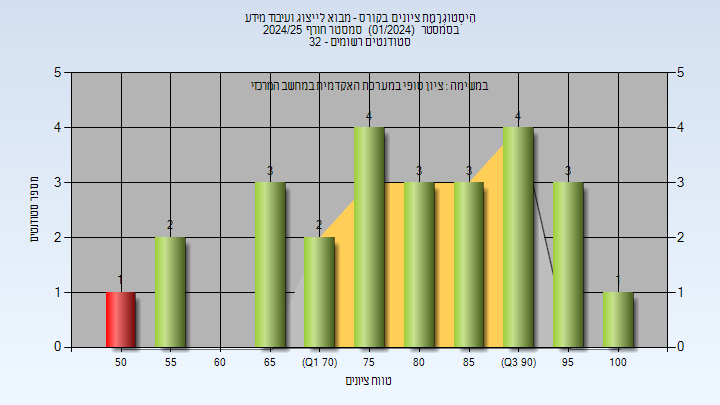 היסטוגרמת ציונים בקורס - מבוא לייצוג ועיבוד מידע
בסמסטר (01/2024) סמסטר חורף 2024/25
סטודנטים רשומים - 32
במשימה : ציון סופי במערכת האקדמית במחשב המרכזי
5 5
4 4 4 4
3 3 3 3 3 3
2 2 2 2
1 1 1 1
0 0
50 55 60 65 (Q1 70) 75 80 85 (Q3 90) 95 100
מספר סטודנטים
טווח ציונים